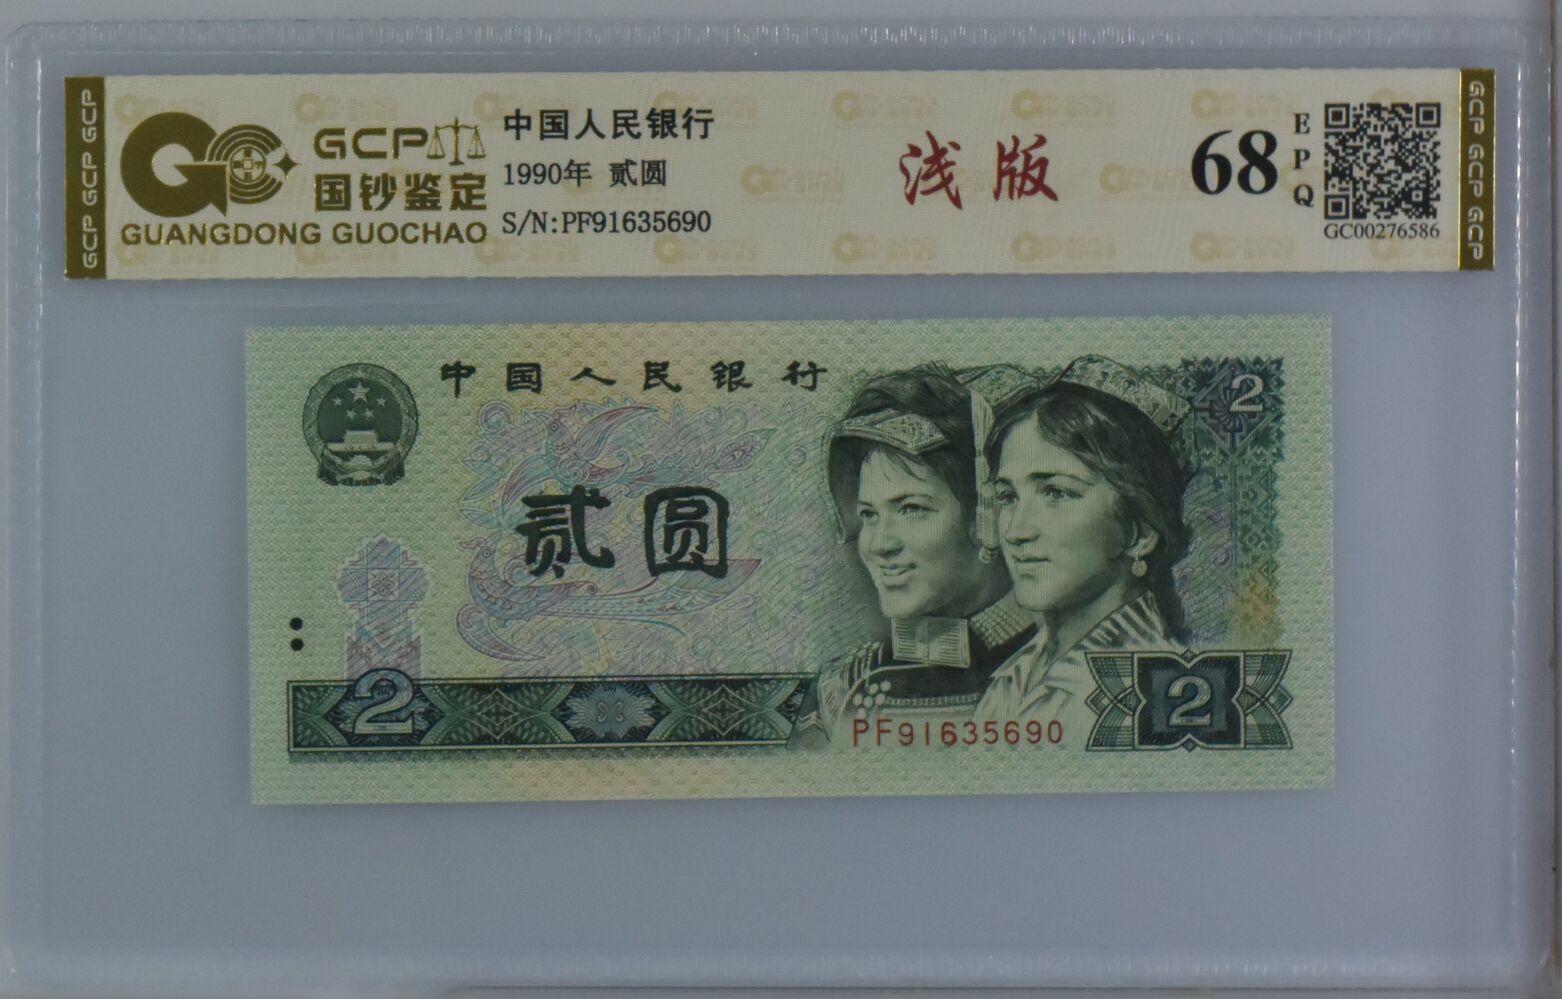 GCP GCP GCP
GCP
国钞鉴定
GUANGDONG GUOCHAO
中国人民银行
1990年 贰圆
S/N:PF91635690
浅版
68
EPQ
GC00276586
GCP GCP GCP
中国人民银行
2
贰圆
2
PF91635690
2